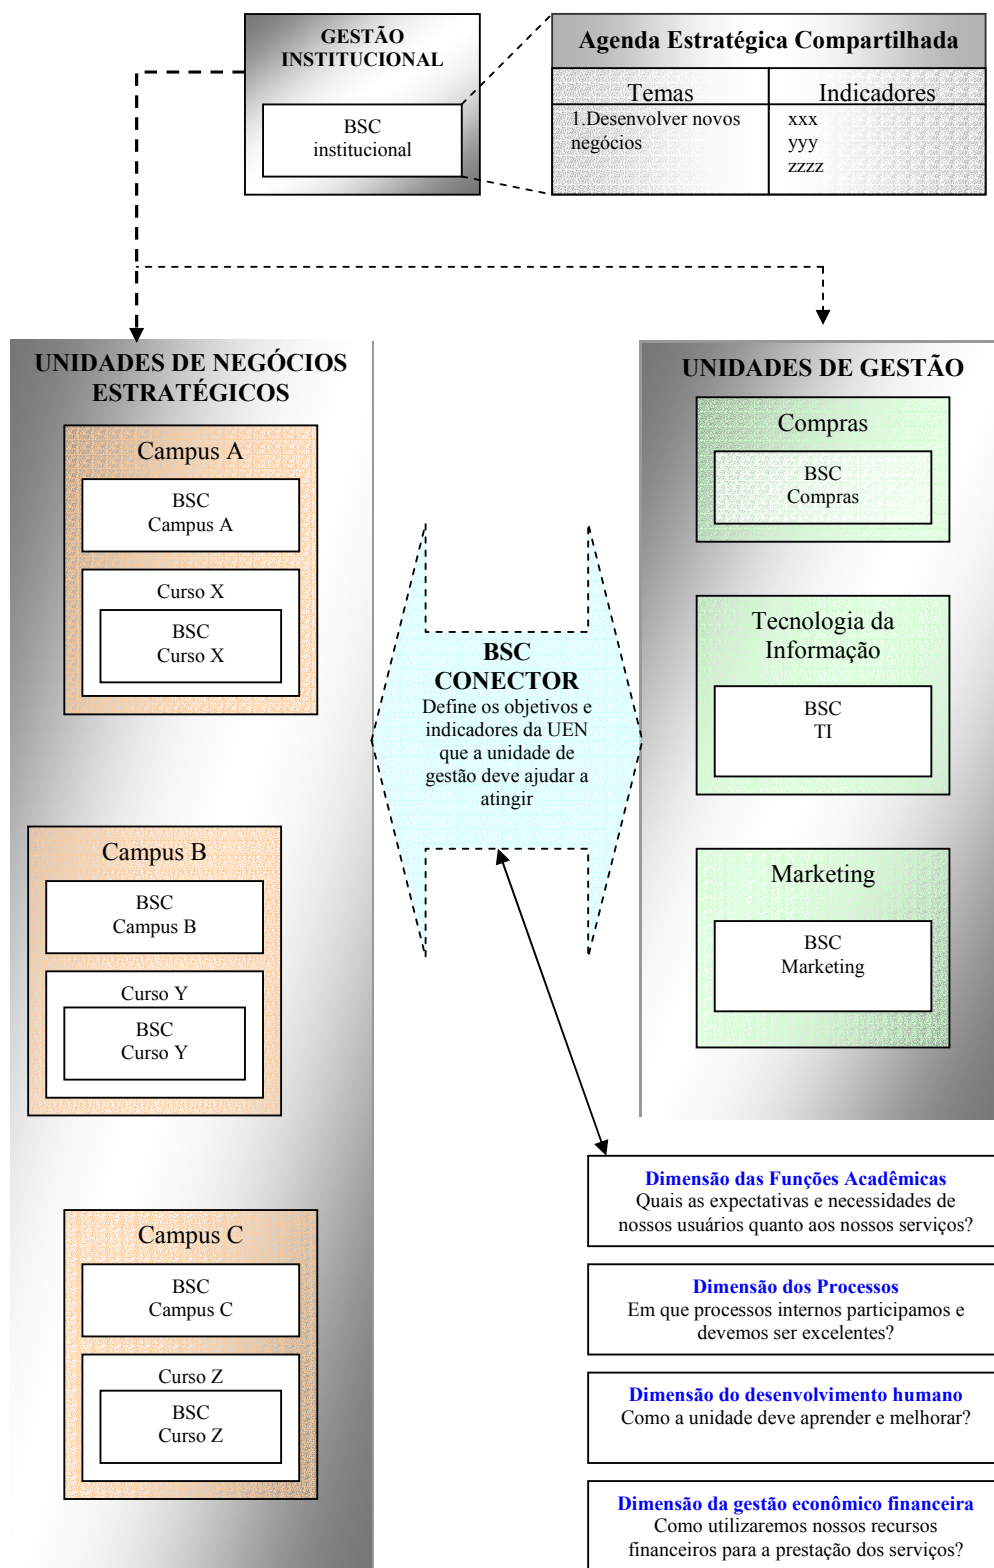 GESTÃO
INSTITUCIONAL
BSC
institucional
Agenda Estratégica Compartilhada
Temas
Indicadores
1.Desenvolver novos
negócios
xxx
yyy
zzzz
UNIDADES DE NEGÓCIOS
ESTRATÉGICOS
Campus A
BSC
Campus A
Curso X
BSC
Curso X
Campus B
BSC
Campus B
Curso Y
BSC
Curso Y
Campus C
BSC
Campus C
Curso Z
BSC
Curso Z
BSC
CONECTOR
Define os objetivos e
indicadores da UEN
que a unidade de
gestão deve ajudar a
atingir
UNIDADES DE GESTÃO
Compras
BSC
Compras
Tecnologia da
Informação
BSC
TI
Marketing
BSC
Marketing
Dimensão das Funções Acadêmicas
Quais as expectativas e necessidades de
nossos usuários quanto aos nossos serviços?
Dimensão dos Processos
Em que processos internos participamos e
devemos ser excelentes?
Dimensão do desenvolvimento humano
Como a unidade deve aprender e melhorar?
Dimensão da gestão econômico financeira
Como utilizaremos nossos recursos
financeiros para a prestação dos serviços?